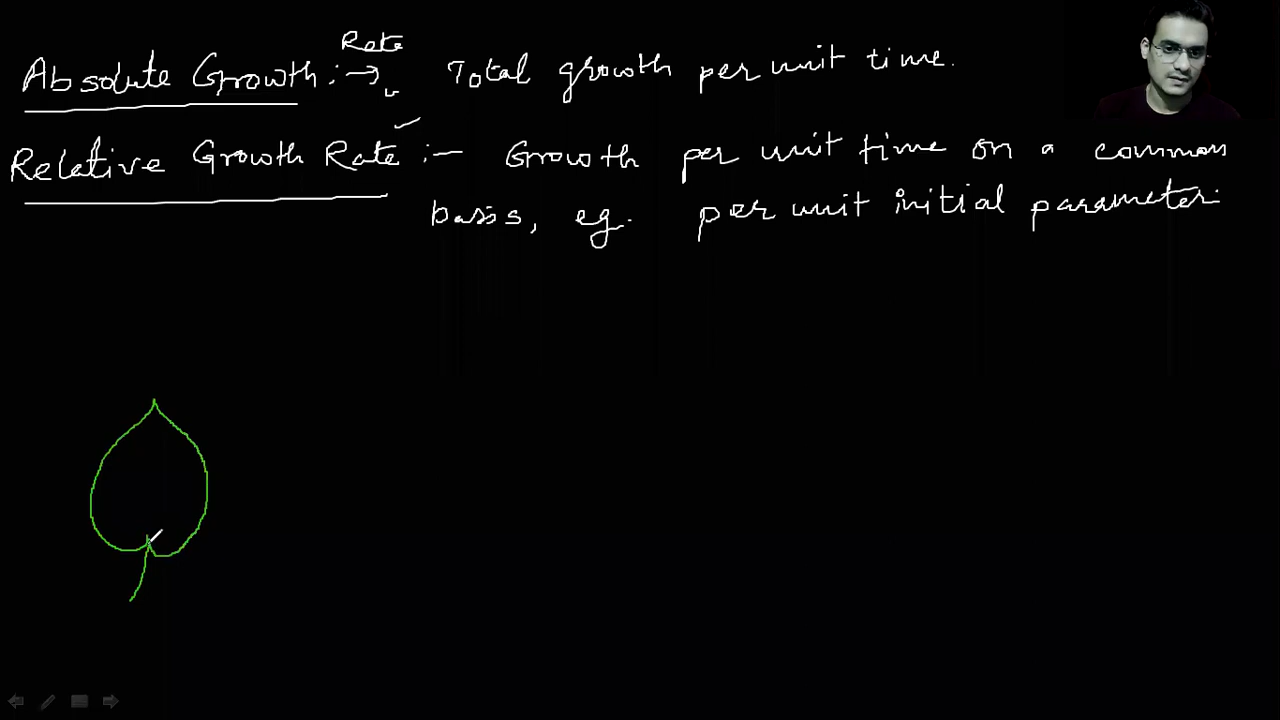 Rate
Absolute Growth :→ Total growth per unit time.
Relative Growth Rate :- Growth per unit time on a common
basis, eg. per unit initial parameter.